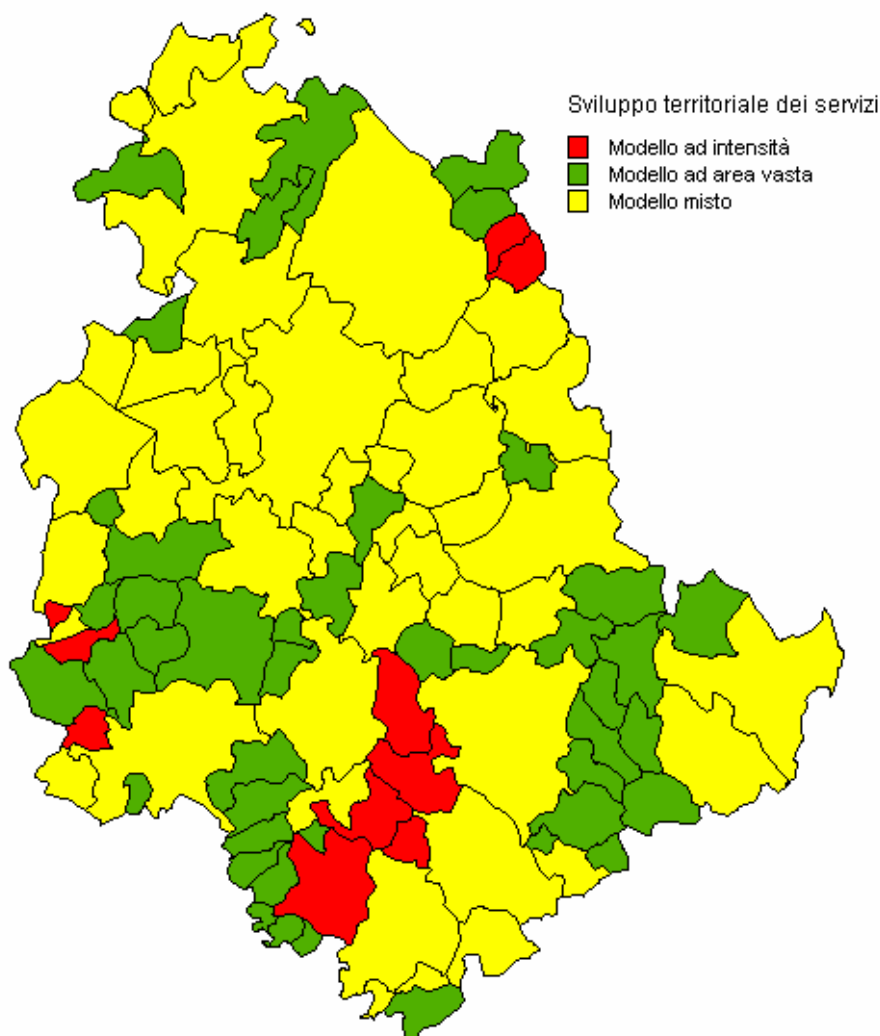 Sviluppo territoriale dei servizi
Modello ad intensità
Modello ad area vasta
Modello misto